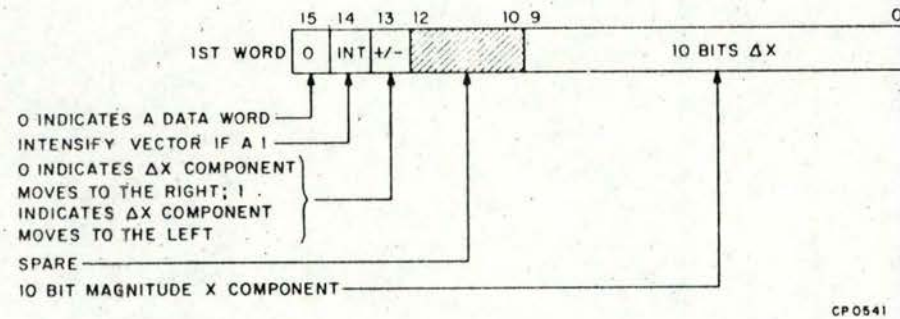 15 14 13 12 10 9 0
1ST WORD 0 INT +/- 10 BITS ΔX
0 INDICATES A DATA WORD
INTENSIFY VECTOR IF A 1
0 INDICATES ΔX COMPONENT
MOVES TO THE RIGHT; 1
INDICATES ΔX COMPONENT
MOVES TO THE LEFT
SPARE
10 BIT MAGNITUDE X COMPONENT
CP0541